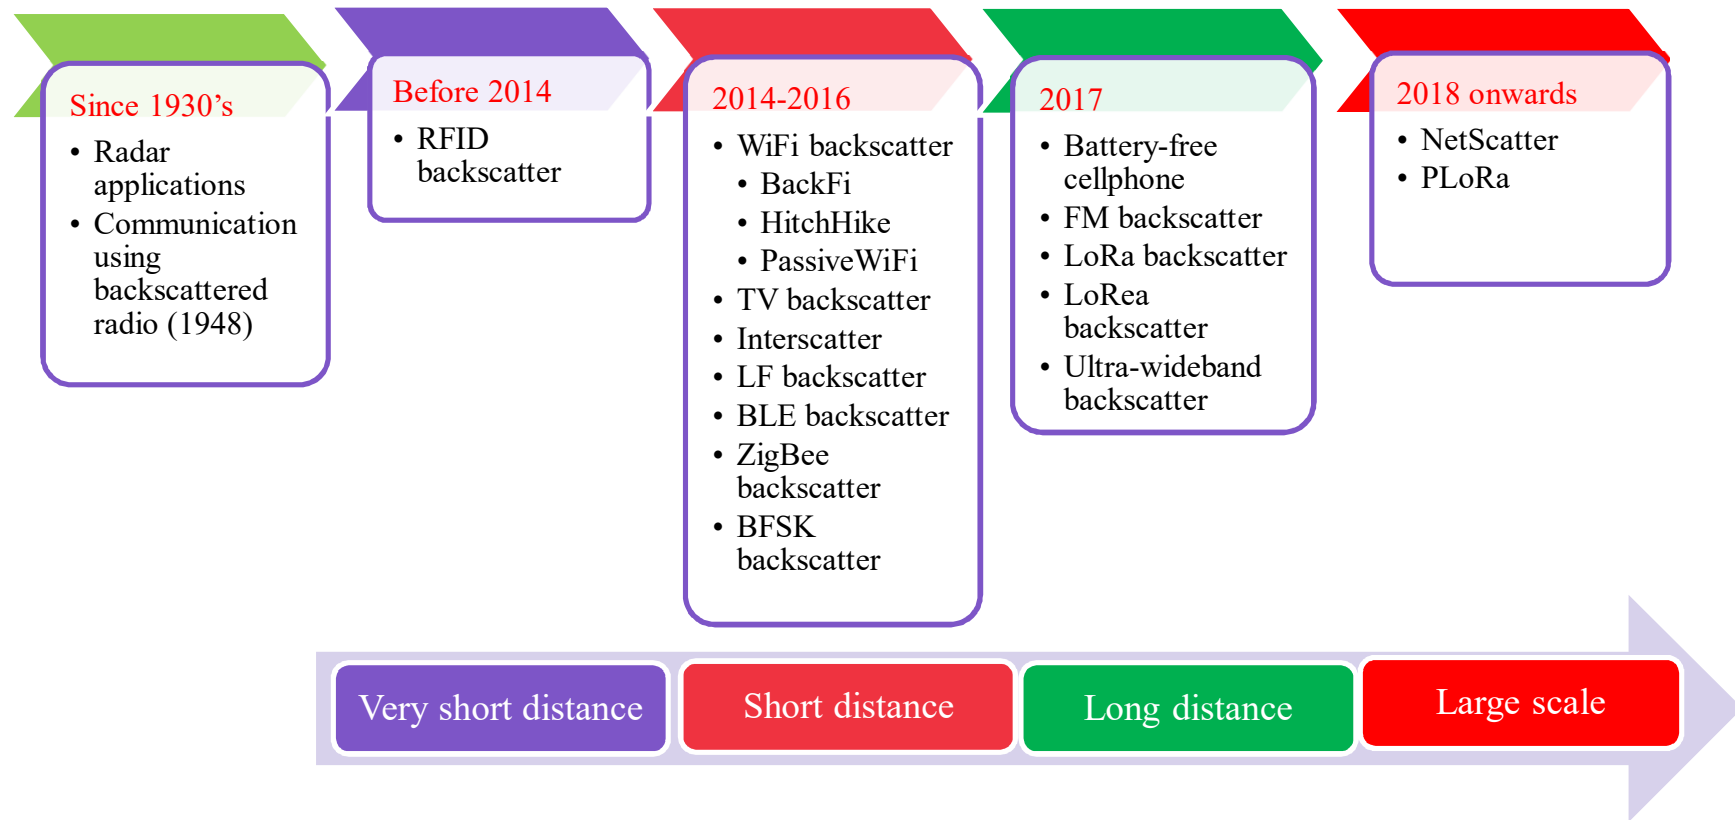 Since 1930’s
• Radar
applications
• Communication
using
backscattered
radio (1948)
Before 2014
• RFID
backscatter
2014-2016
• WiFi backscatter
• BackFi
• HitchHike
• PassiveWiFi
• TV backscatter
• Interscatter
• LF backscatter
• BLE backscatter
• ZigBee
backscatter
• BFSK
backscatter
2017
• Battery-free
cellphone
• FM backscatter
• LoRa backscatter
• LoRea
backscatter
• Ultra-wideband
backscatter
2018 onwards
• NetScatter
• PLoRa
Very short distance
Short distance
Long distance
Large scale